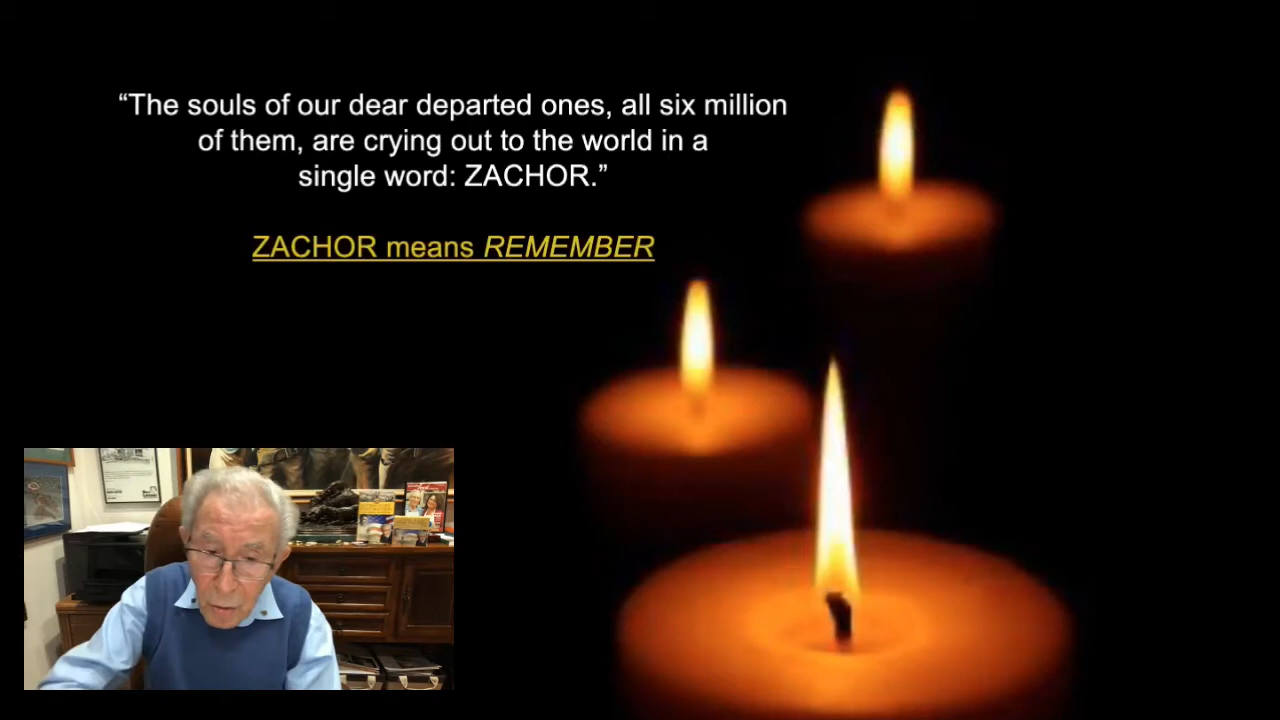 “The souls of our dear departed ones, all six million
of them, are crying out to the world in a
single word: ZACHOR.”
ZACHOR means REMEMBER